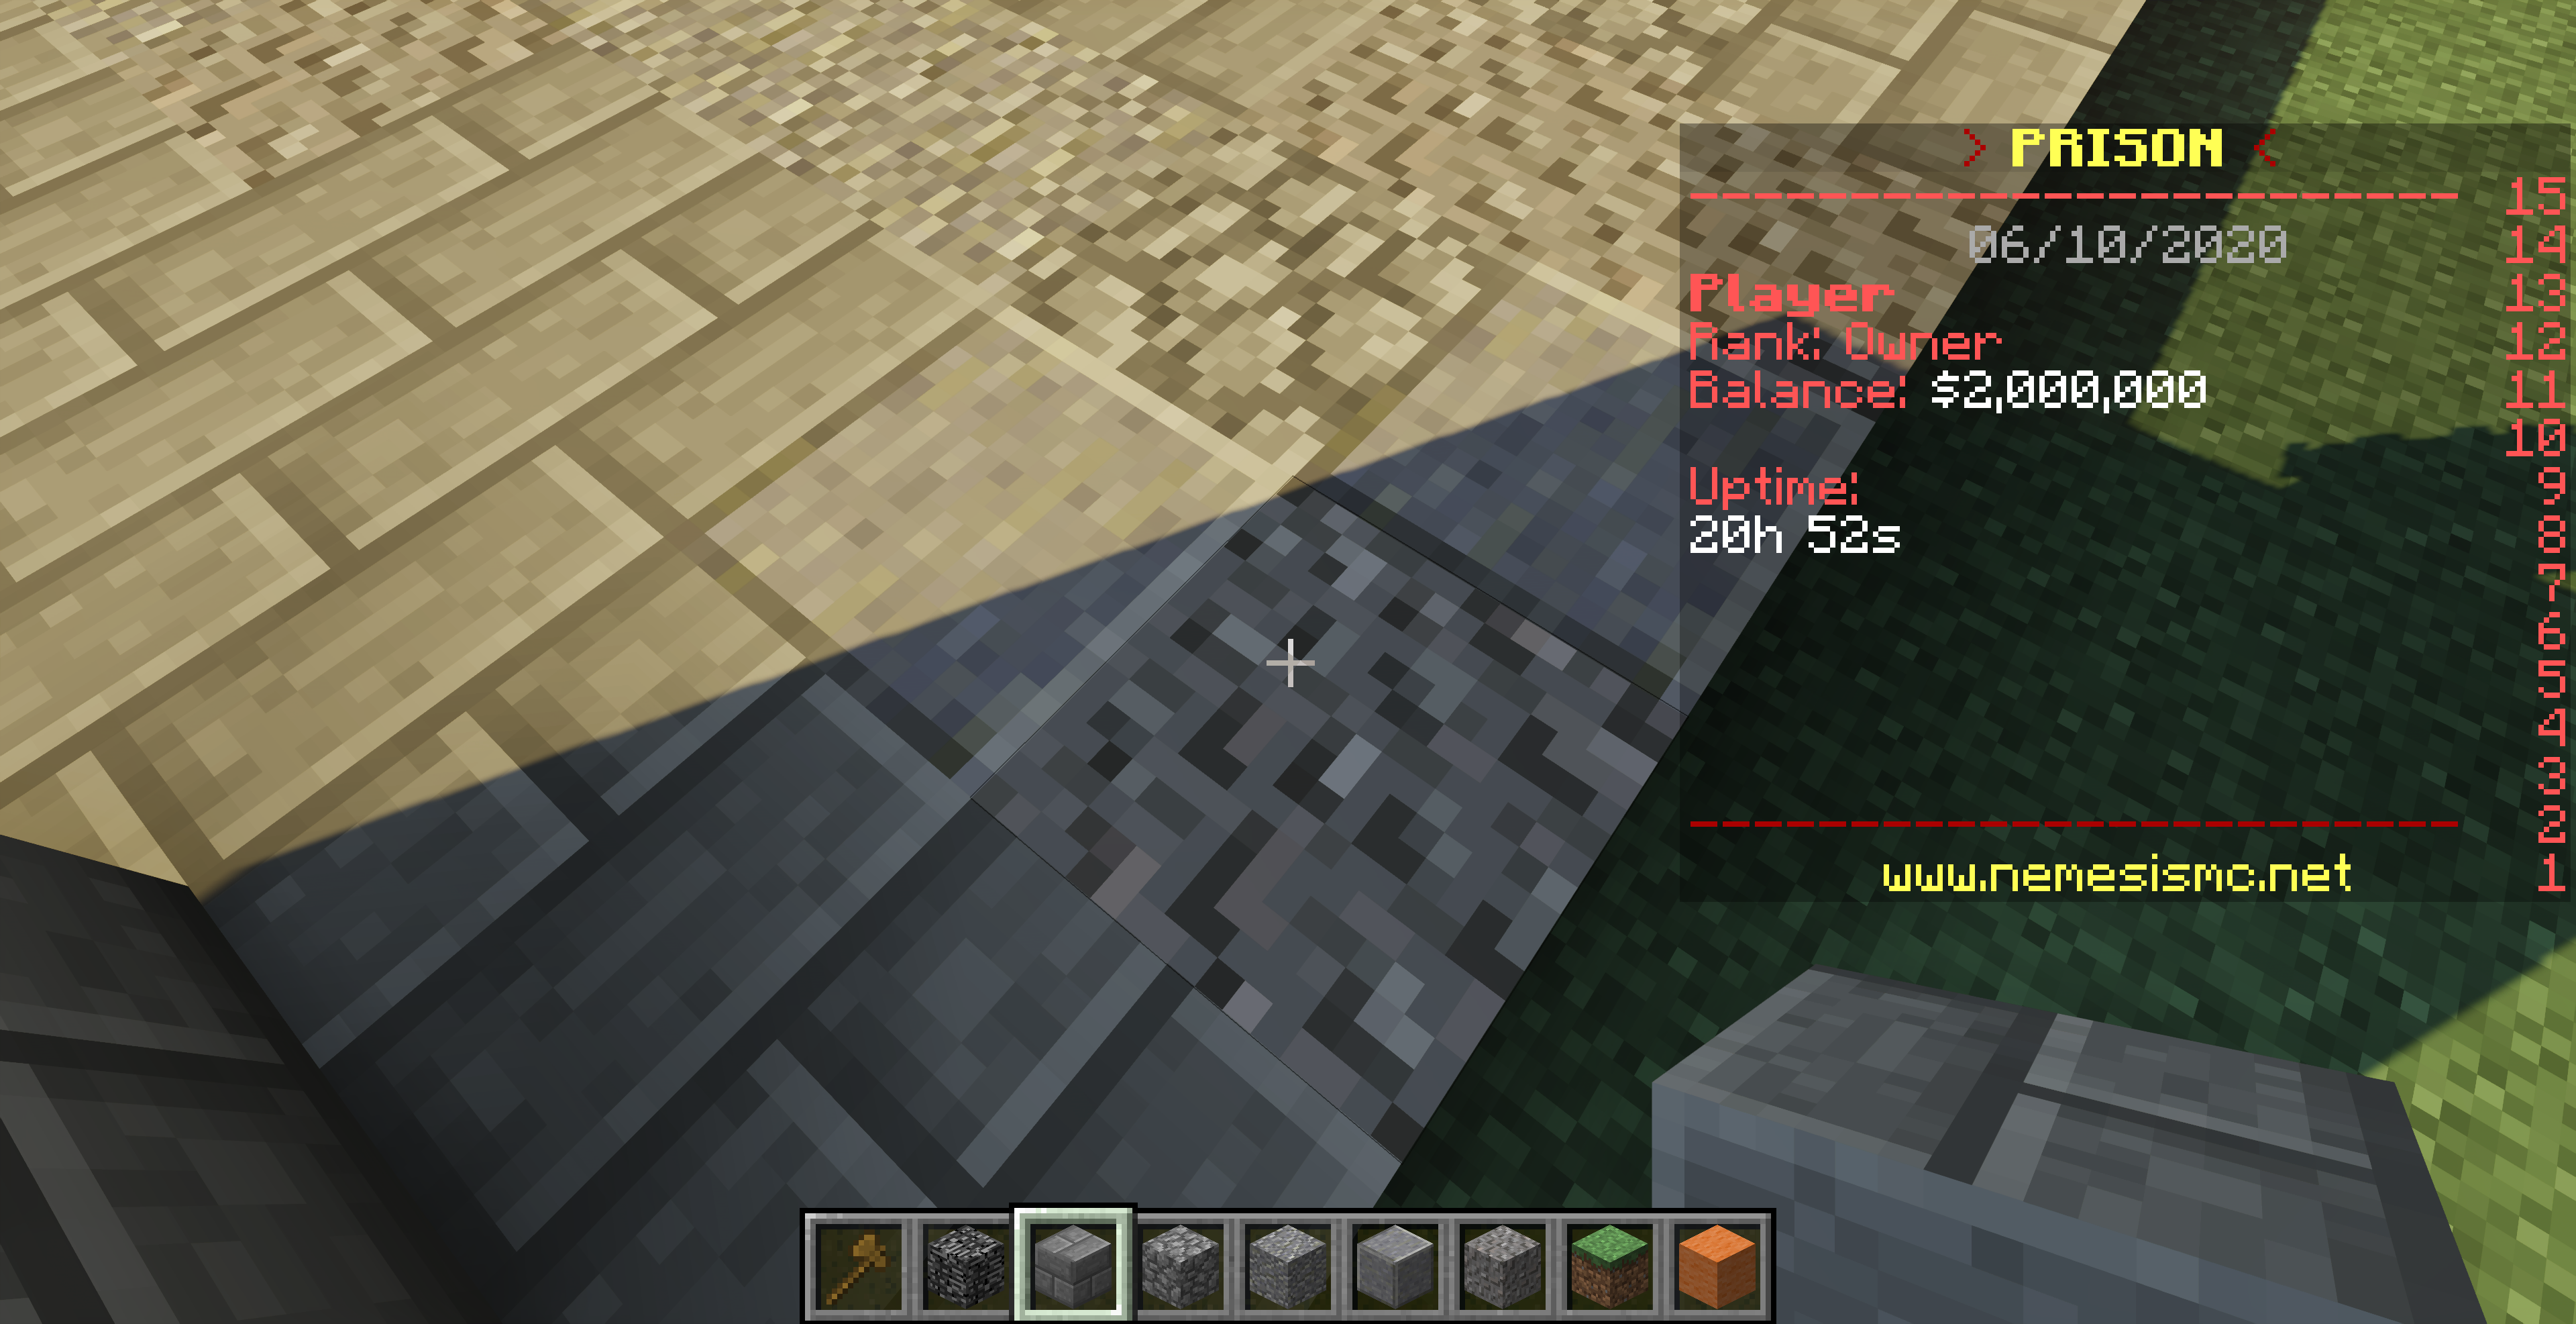 > PRISON <
------------------------ 15
06/10/2020 14
Player 13
Rank: Owner 12
Balance: $2,000,000 11
10
Uptime: 9
20h 52s 8
7
6
5
4
3
------------------------ 2
www.nemesismc.net 1